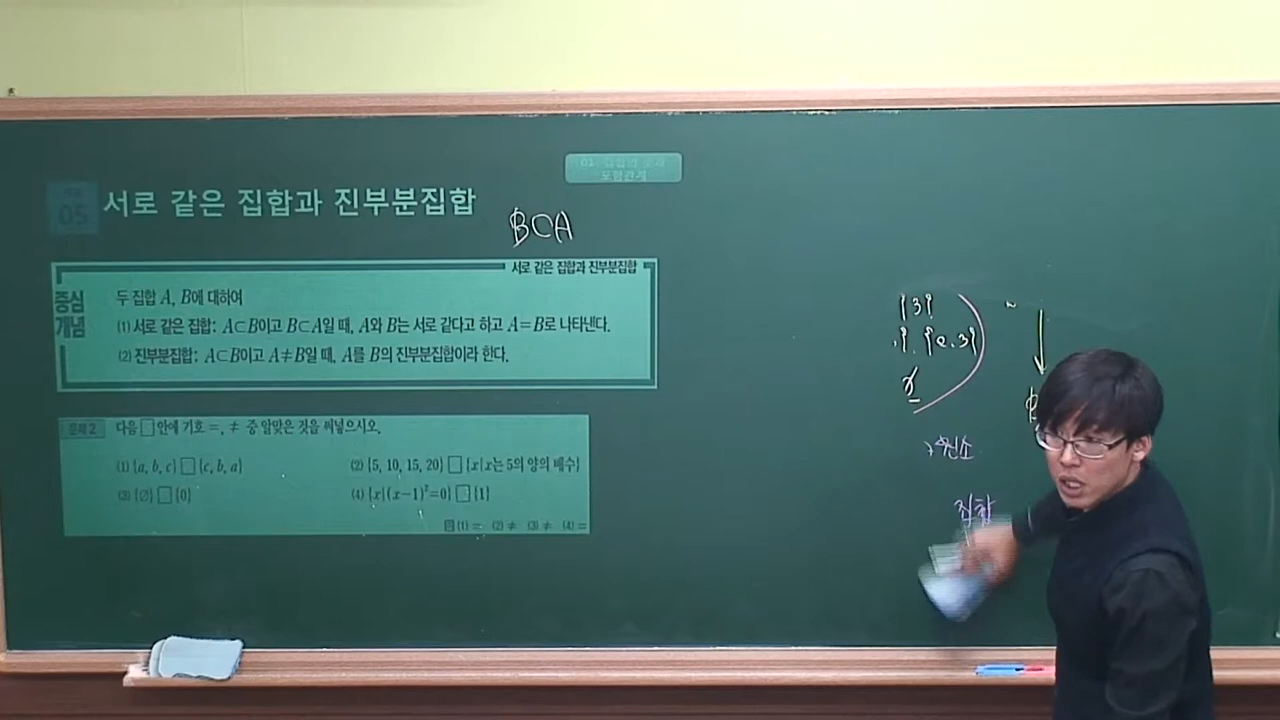 포함관계
05
서로 같은 집합과 진부분집합
B⊂A
서로 같은 집합과 진부분집합
중심
개념
두 집합 A, B에 대하여
(1) 서로 같은 집합: A⊂B이고 B⊂A일 때, A와 B는 서로 같다고 하고 A=B로 나타낸다.
(2) 진부분집합: A⊂B이고 A≠B일 때, A를 B의 진부분집합이라 한다.
문제 2 다음 □ 안에 기호 =, ≠ 중 알맞은 것을 써넣으시오.
(1) {a, b, c} □ {c, b, a} (2) {5, 10, 15, 20} □ {x|x는 5의 양의 배수}
(3) {∅} □ {0} (4) {x|(x−1)²=0} □ {1}
답 (1) = (2) ≠ (3) ≠ (4) =
{3}
{2.3}
원소
집합